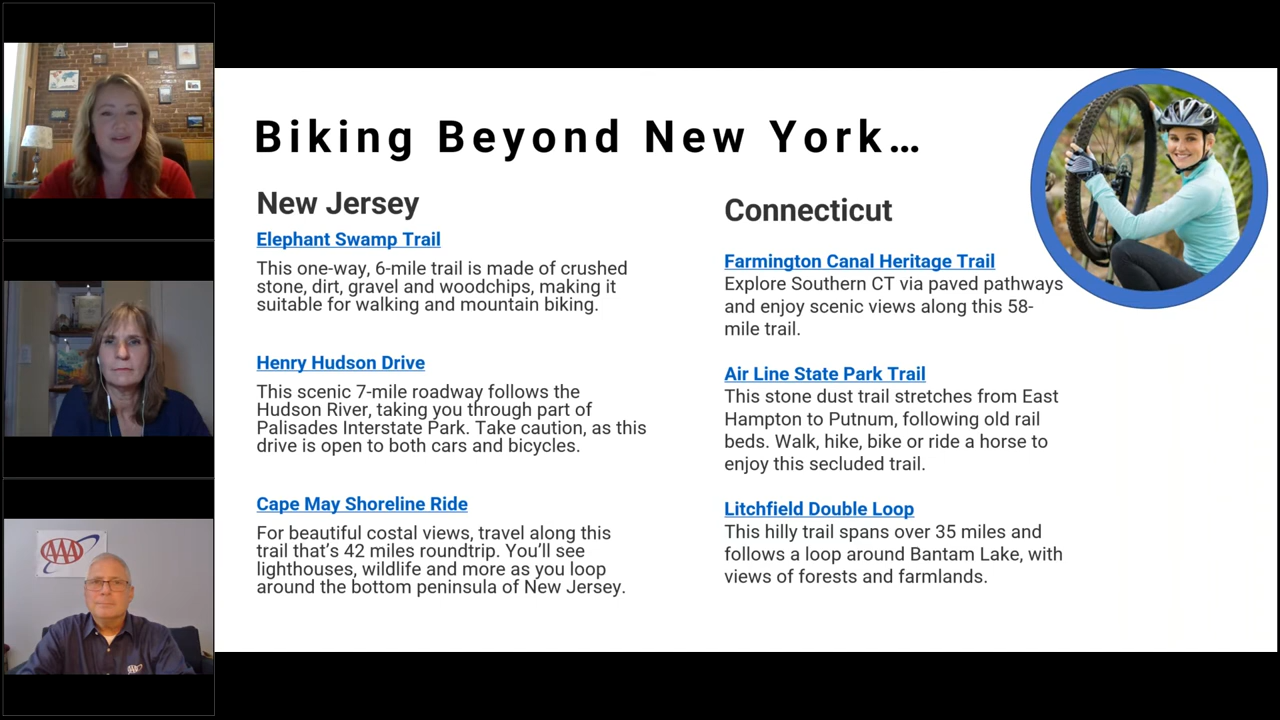 Biking Beyond New York…
New Jersey
Elephant Swamp Trail
This one-way, 6-mile trail is made of crushed
stone, dirt, gravel and woodchips, making it
suitable for walking and mountain biking.
Henry Hudson Drive
This scenic 7-mile roadway follows the
Hudson River, taking you through part of
Palisades Interstate Park. Take caution, as this
drive is open to both cars and bicycles.
Cape May Shoreline Ride
For beautiful costal views, travel along this
trail that's 42 miles roundtrip. You'll see
lighthouses, wildlife and more as you loop
around the bottom peninsula of New Jersey.
Connecticut
Farmington Canal Heritage Trail
Explore Southern CT via paved pathways
and enjoy scenic views along this 58-
mile trail.
Air Line State Park Trail
This stone dust trail stretches from East
Hampton to Putnum, following old rail
beds. Walk, hike, bike or ride a horse to
enjoy this secluded trail.
Litchfield Double Loop
This hilly trail spans over 35 miles and
follows a loop around Bantam Lake, with
views of forests and farmlands.
AAA
AAA